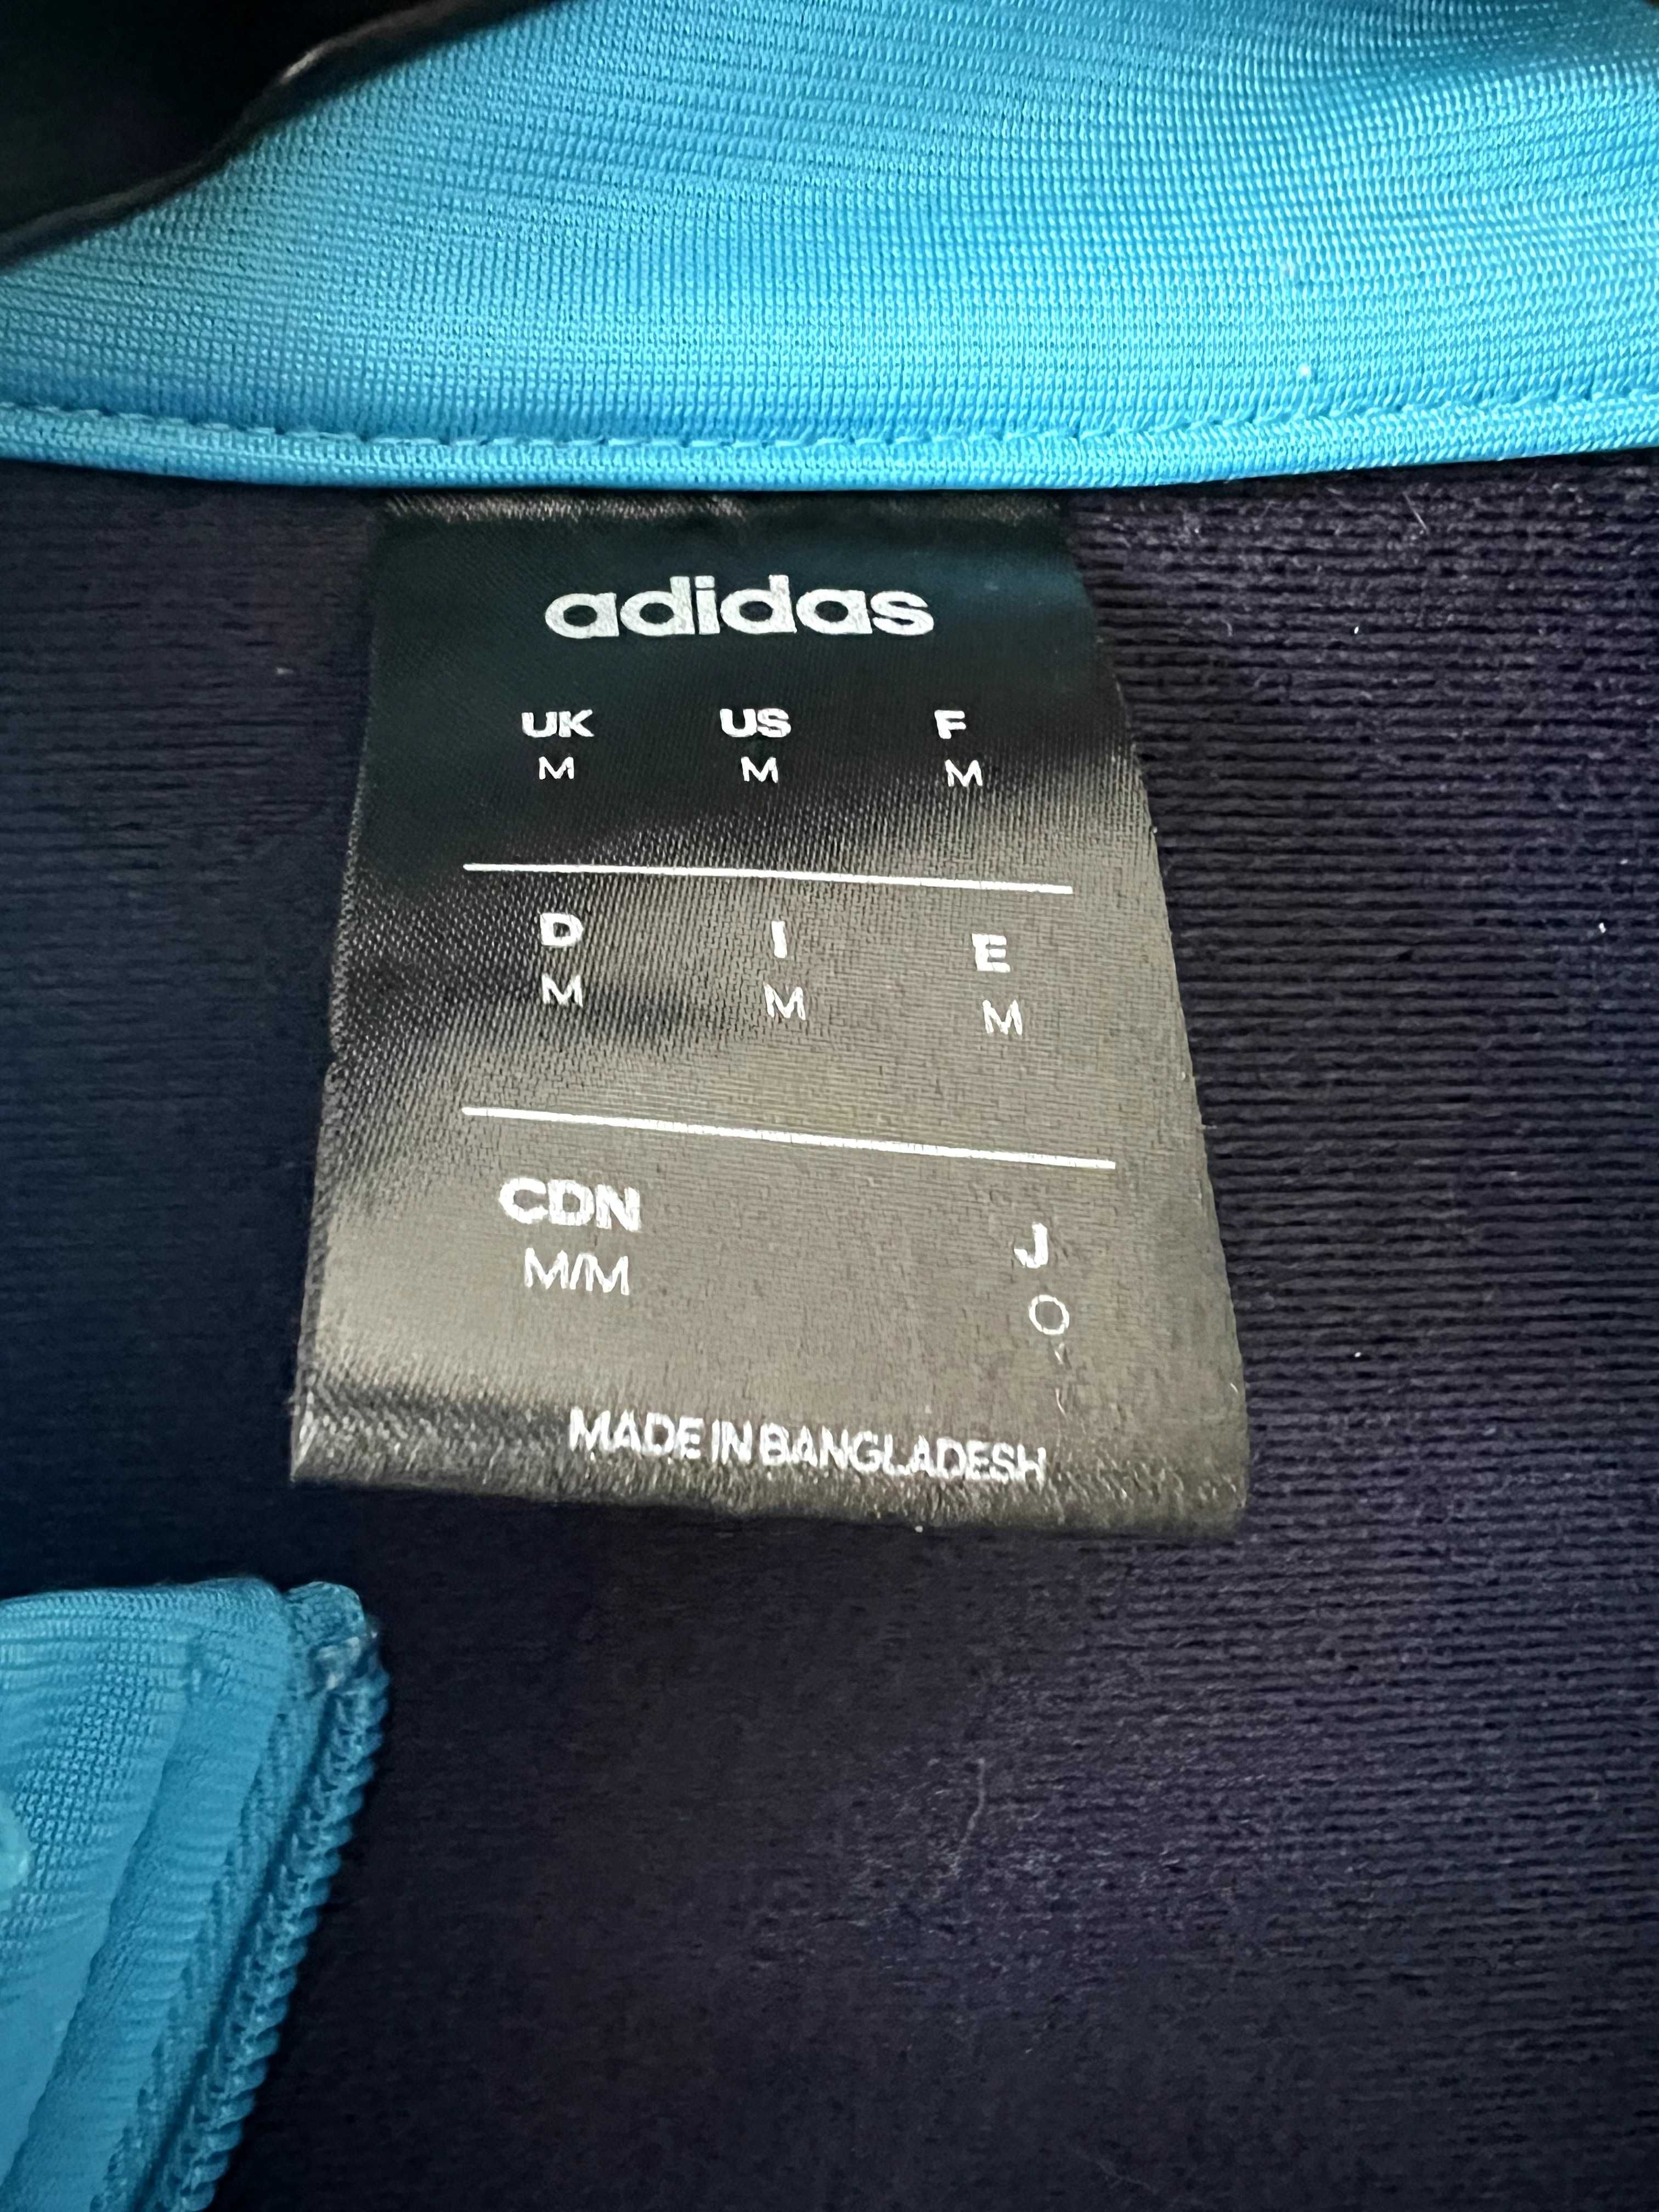 adidas
UK US F
M M M
D I E
M M M
CDN J
M/M O
MADE IN BANGLADESH